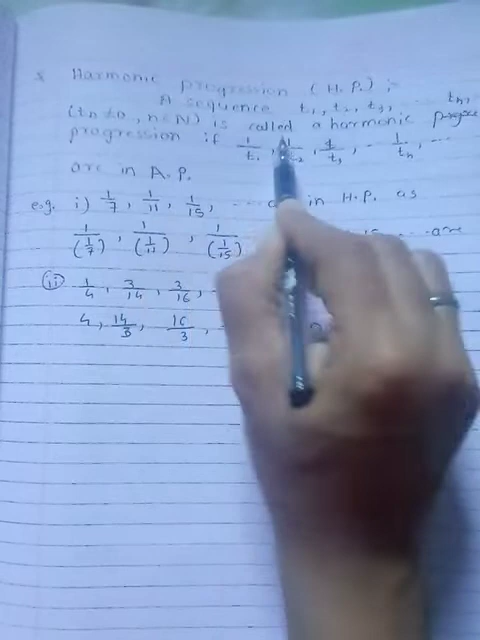 * Harmonic progression (H.P.) :-
A sequence t₁, t₂, t₃, ... tₙ,
(tₙ ≠ 0, n ∈ N) is called a harmonic
progression if 1/t₁, 1/t₂, 1/t₃, - 1/tₙ, ...
are in A.P.
e.g. i) 1/7, 1/11, 1/15, ... in H.P. as
1/(1/7), 1/(1/11), 1/(1/15) ... are
(ii) 1/4, 3/14, 3/16,
4, 14/3, 16/3,